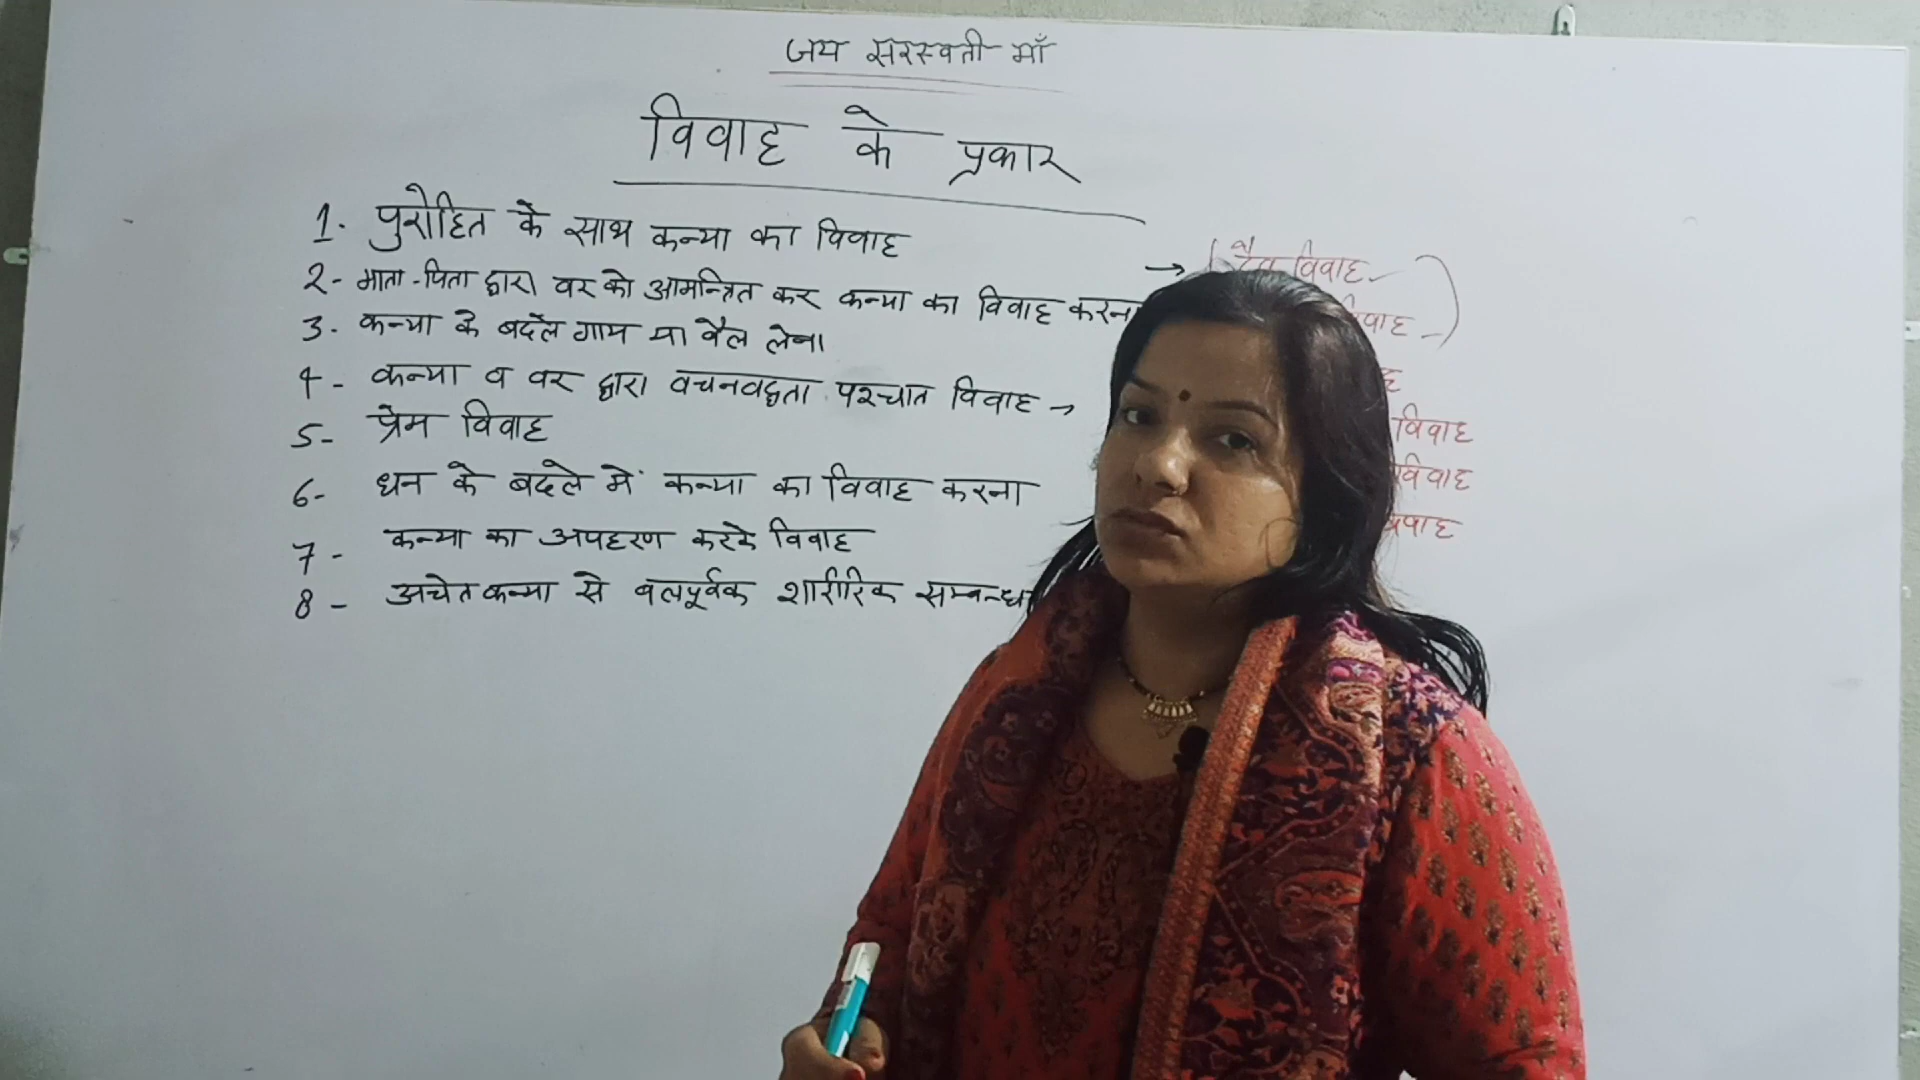 जय सरस्वती माँ
विवाह के प्रकार
1. पुरोहित के साथ कन्या का विवाह
→ (दैव विवाह
2- माता-पिता द्वारा वर को आमन्त्रित कर कन्या का विवाह करना
विवाह )
3. कन्या के बदले गाय या बैल लेना
4- कन्या व वर द्वारा वचनवद्धता पश्चात विवाह →
5- प्रेम विवाह
विवाह
6- धन के बदले में कन्या का विवाह करना
विवाह
7- कन्या का अपहरण करके विवाह
विवाह
8- अचेत कन्या से बलपूर्वक शारीरिक सम्बन्ध